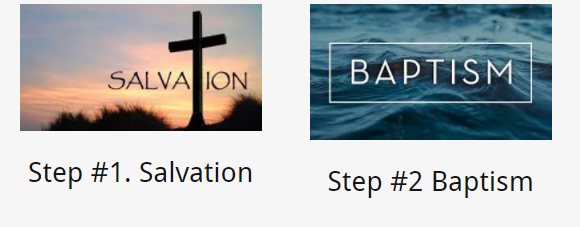 SALVATION
Step #1. Salvation
BAPTISM
Step #2 Baptism